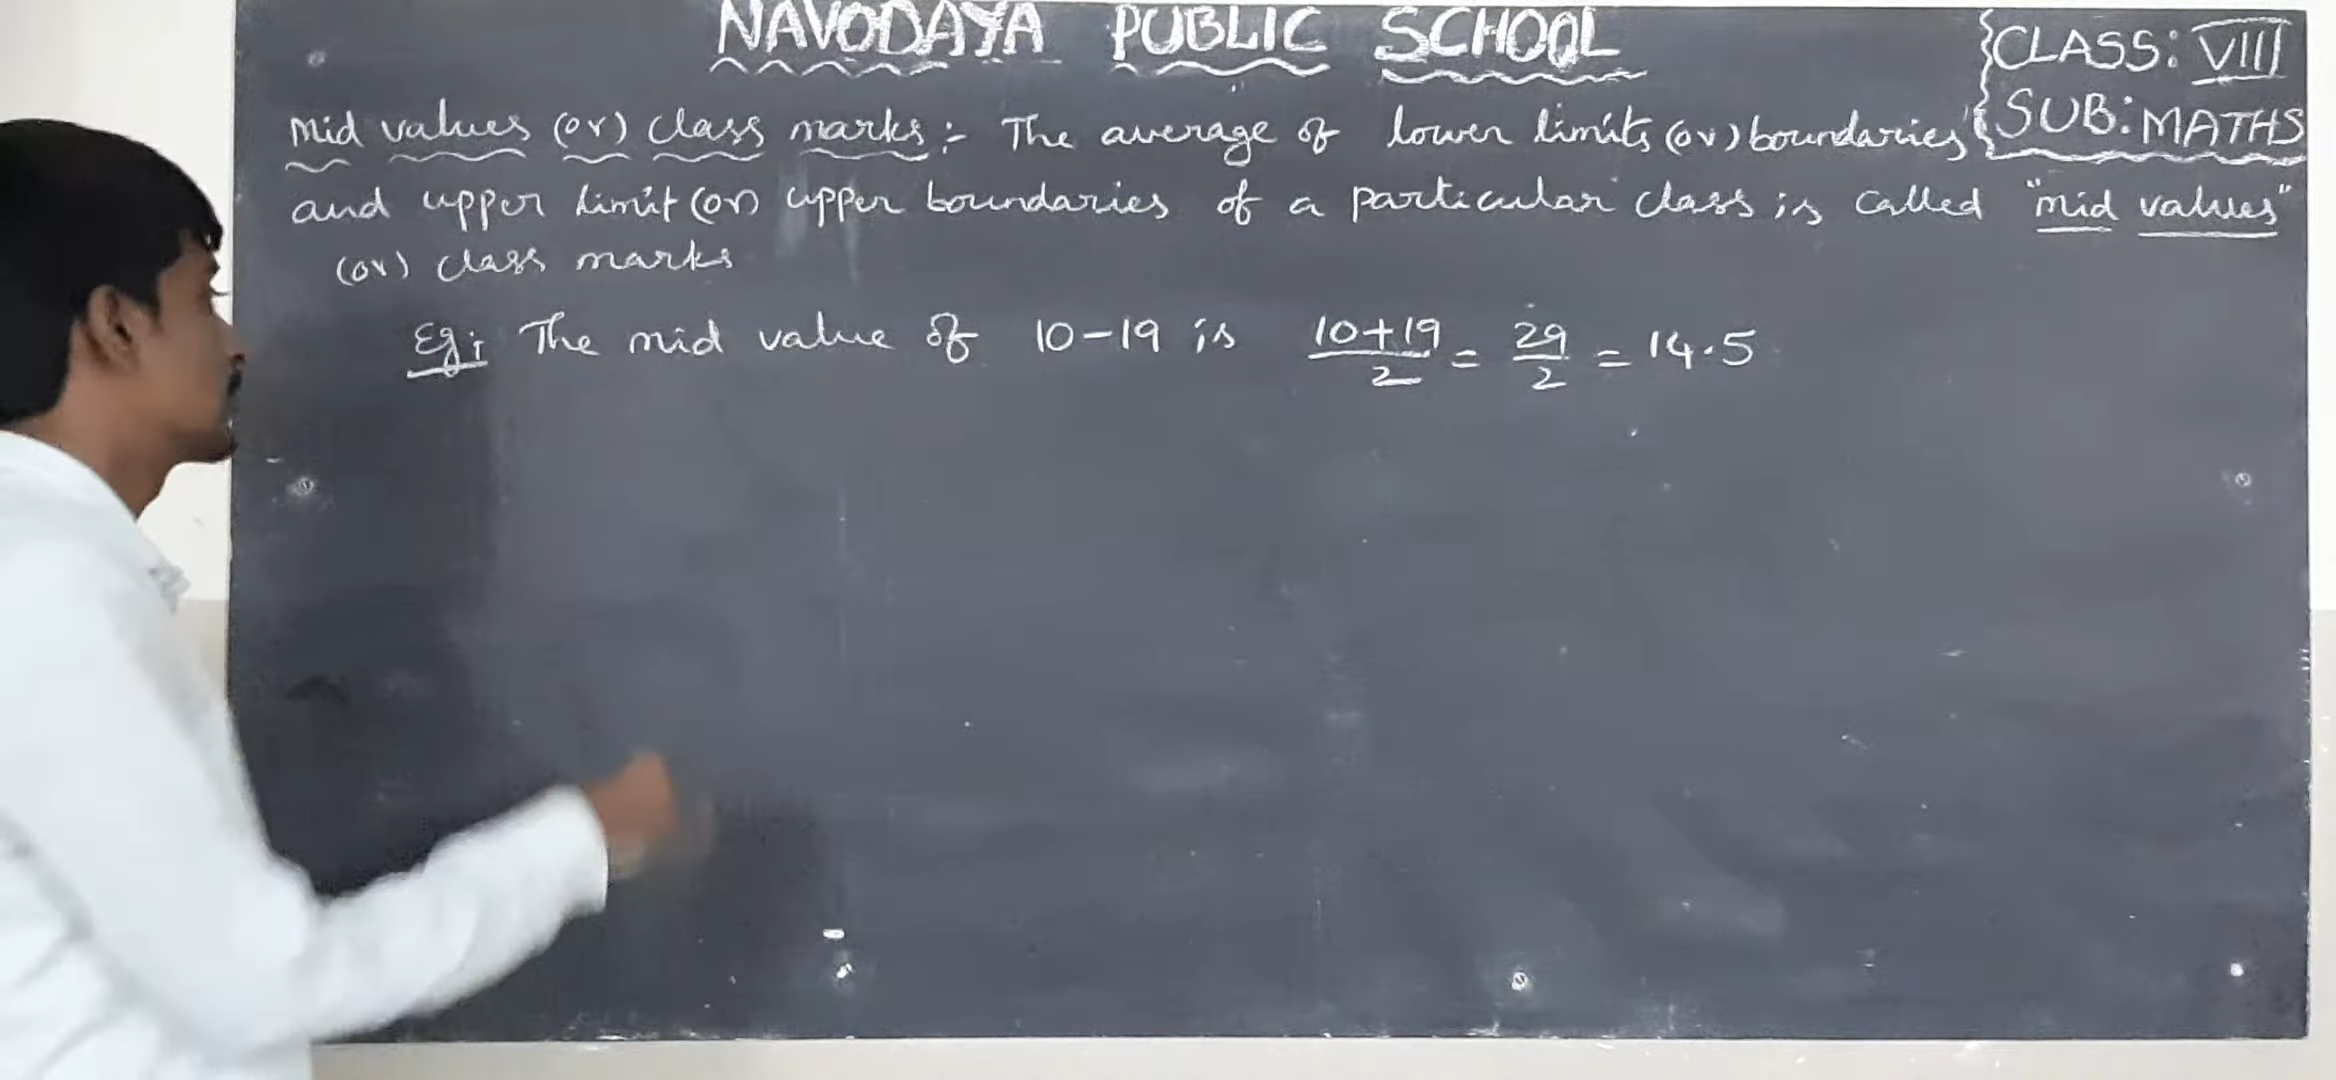 NAVODAYA PUBLIC SCHOOL
{CLASS: VIII
{SUB: MATHS
Mid values (or) class marks :- The average of lower limits (or) boundaries
and upper limit (or) upper boundaries of a particular class is called "mid values"
(or) class marks
Eg: The mid value of 10-19 is 10+19/2 = 29/2 = 14.5